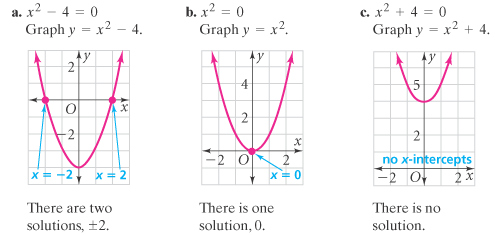 a. x² − 4 = 0
Graph y = x² − 4.
y
2
O
x
−2
x = −2
x = 2
There are two
solutions, ±2.
b. x² = 0
Graph y = x².
y
4
2
x
−2 O 2
x = 0
There is one
solution, 0.
c. x² + 4 = 0
Graph y = x² + 4.
y
5
2
no x-intercepts
−2 O 2 x
There is no
solution.